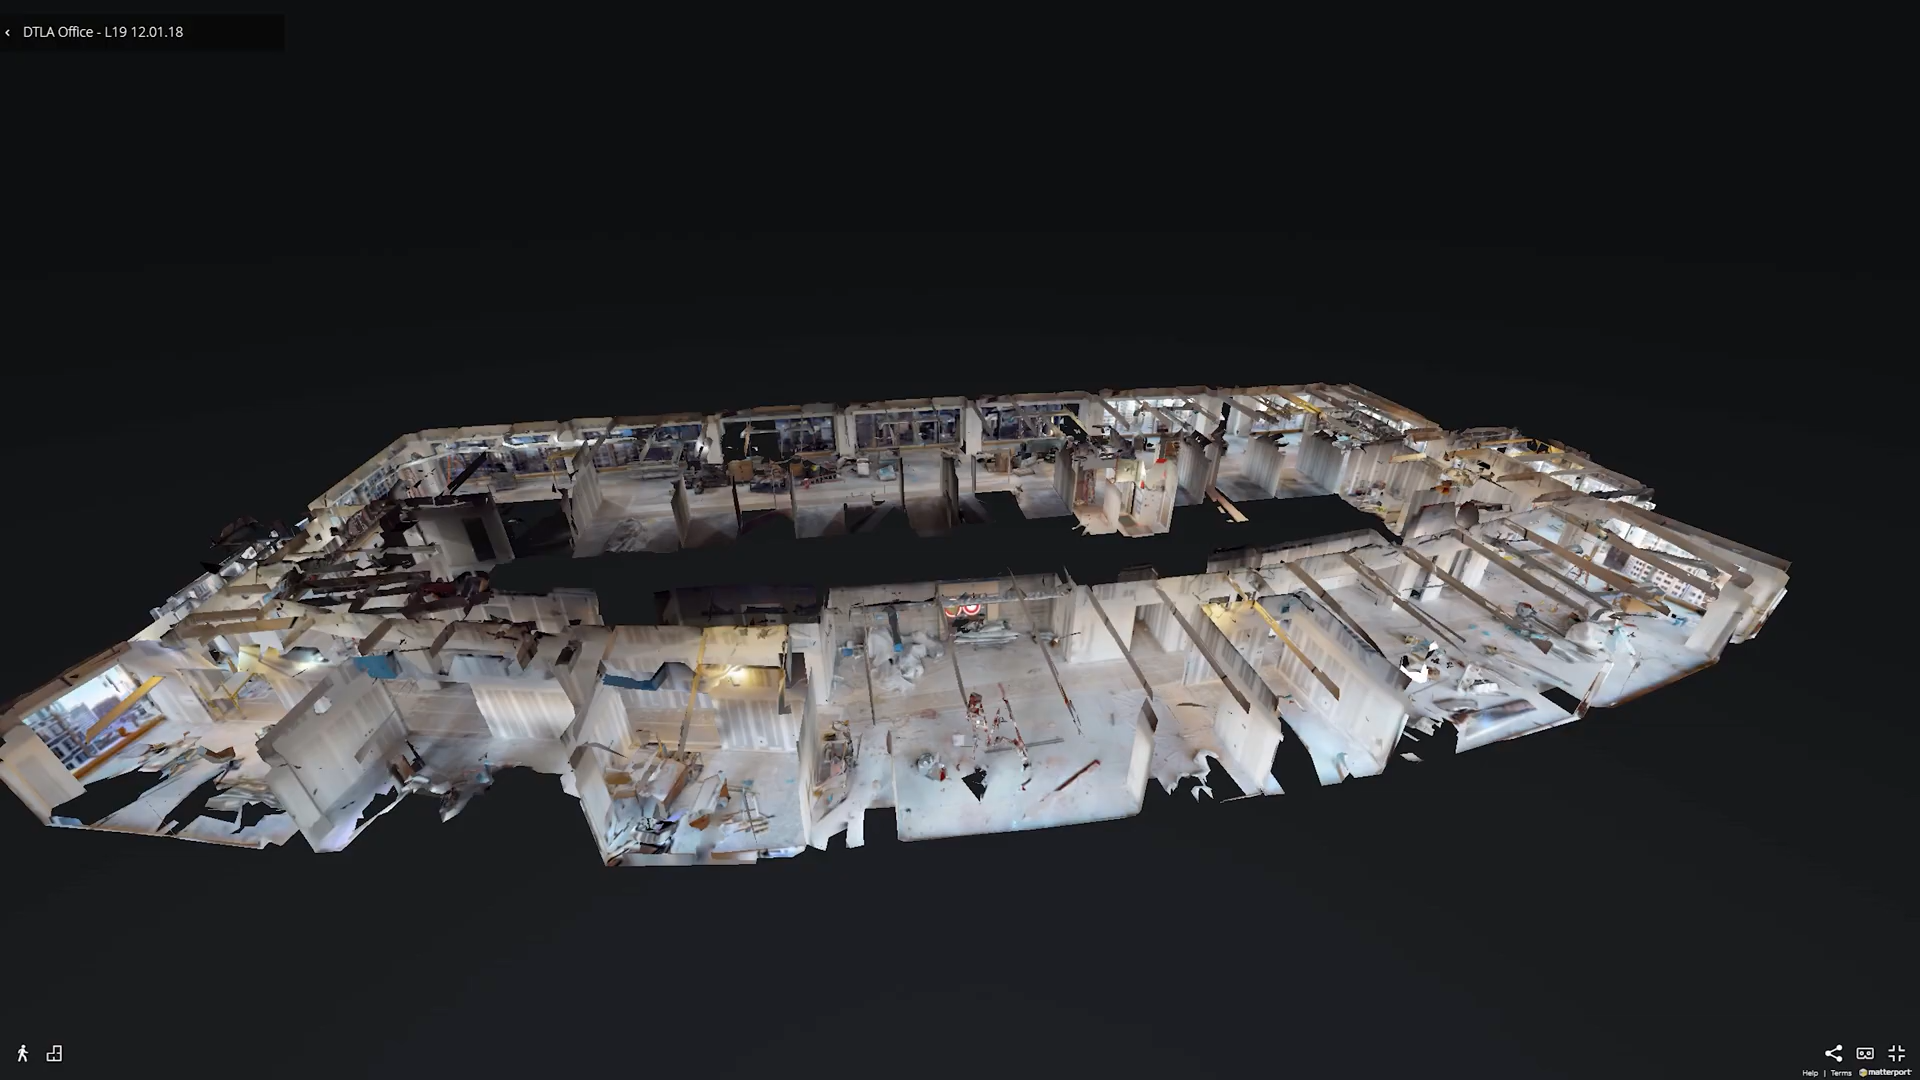 DTLA Office - L19 12.01.18
Help | Terms matterport